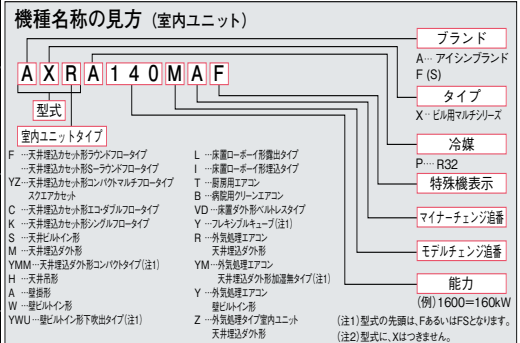 機種名称の見方（室内ユニット）
AXRA140MAF
型式
室内ユニットタイプ
F …天井埋込カセット形ラウンドフロータイプ
…天井埋込カセット形S−ラウンドフロータイプ
YZ…天井埋込カセット形コンパクトマルチフロータイプ
スクエアカセット
C …天井埋込カセット形エコ・ダブルフロータイプ
K …天井埋込カセット形シングルフロータイプ
S …天井ビルトイン形
M …天井埋込ダクト形
YMM…天井埋込ダクト形コンパクトタイプ(注1)
H …天井吊形
A …壁掛形
W …壁ビルトイン形
YWU…壁ビルトイン形下吹出タイプ(注1)
L …床置ローボーイ形露出タイプ
I …床置ローボーイ形埋込タイプ
T …厨房用エアコン
B …病院用クリーンエアコン
VD …床置ダクト形ベルトレスタイプ
Y …フレキシブルキューブ(注1)
R …外気処理エアコン
天井埋込ダクト形
YM…外気処理エアコン
天井埋込ダクト形加湿無タイプ(注1)
Y …外気処理エアコン
壁ビルトイン形
Z …外気処理タイプ室内ユニット
天井埋込ダクト形
ブランド
A… アイシンブランド
F (S)
タイプ
X… ビル用マルチシリーズ
冷媒
P… R32
特殊機表示
マイナーチェンジ追番
モデルチェンジ追番
能力
(例)1600=160kW
(注1)型式の先頭は、FあるいはFSとなります。
(注2)型式に、Xはつきません。